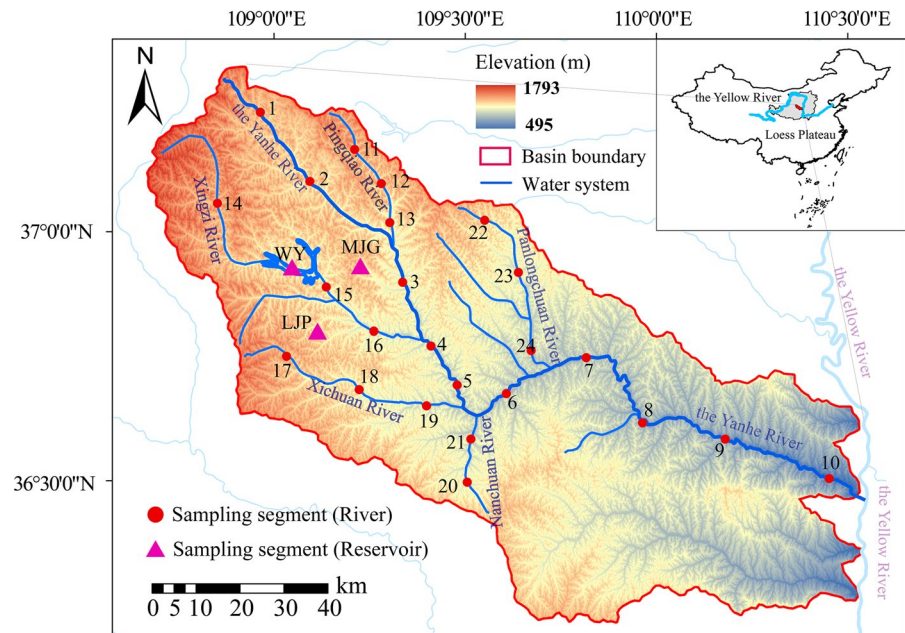 109°0'0"E
109°30'0"E
110°0'0"E
110°30'0"E
N
Elevation (m)
1793
495
Basin boundary
Water system
the Yellow River
Loess Plateau
1
the Yanhe River
Pingqiao River
11
2
12
Xingzi River
14
13
37°0'0"N
22
Panlongchuan River
WY
MJG
23
3
15
the Yellow River
LJP
16
4
24
17
7
5
18
6
Xichuan River
19
8
the Yanhe River
21
9
Nanchuan River
10
20
36°30'0"N
the Yellow River
Sampling segment (River)
Sampling segment (Reservoir)
km
0 5 10 20 30 40